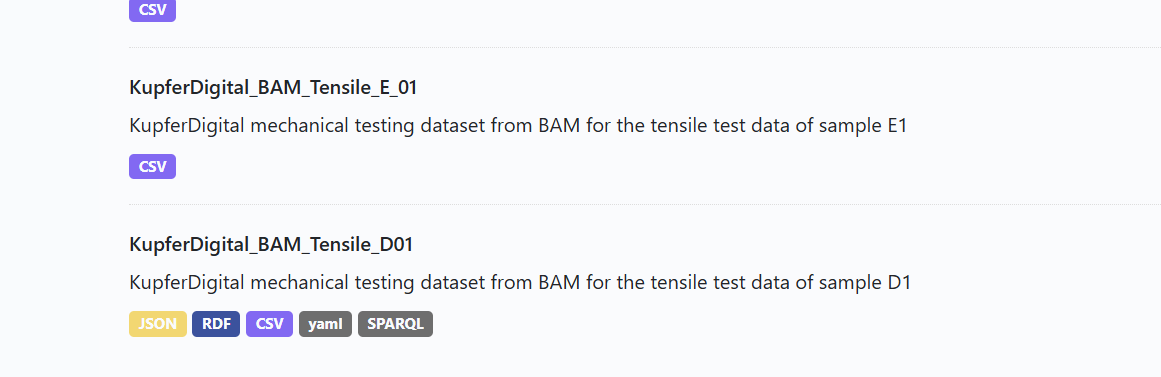 CSV
KupferDigital_BAM_Tensile_E_01
KupferDigital mechanical testing dataset from BAM for the tensile test data of sample E1
CSV
KupferDigital_BAM_Tensile_D01
KupferDigital mechanical testing dataset from BAM for the tensile test data of sample D1
JSON RDF CSV yaml SPARQL